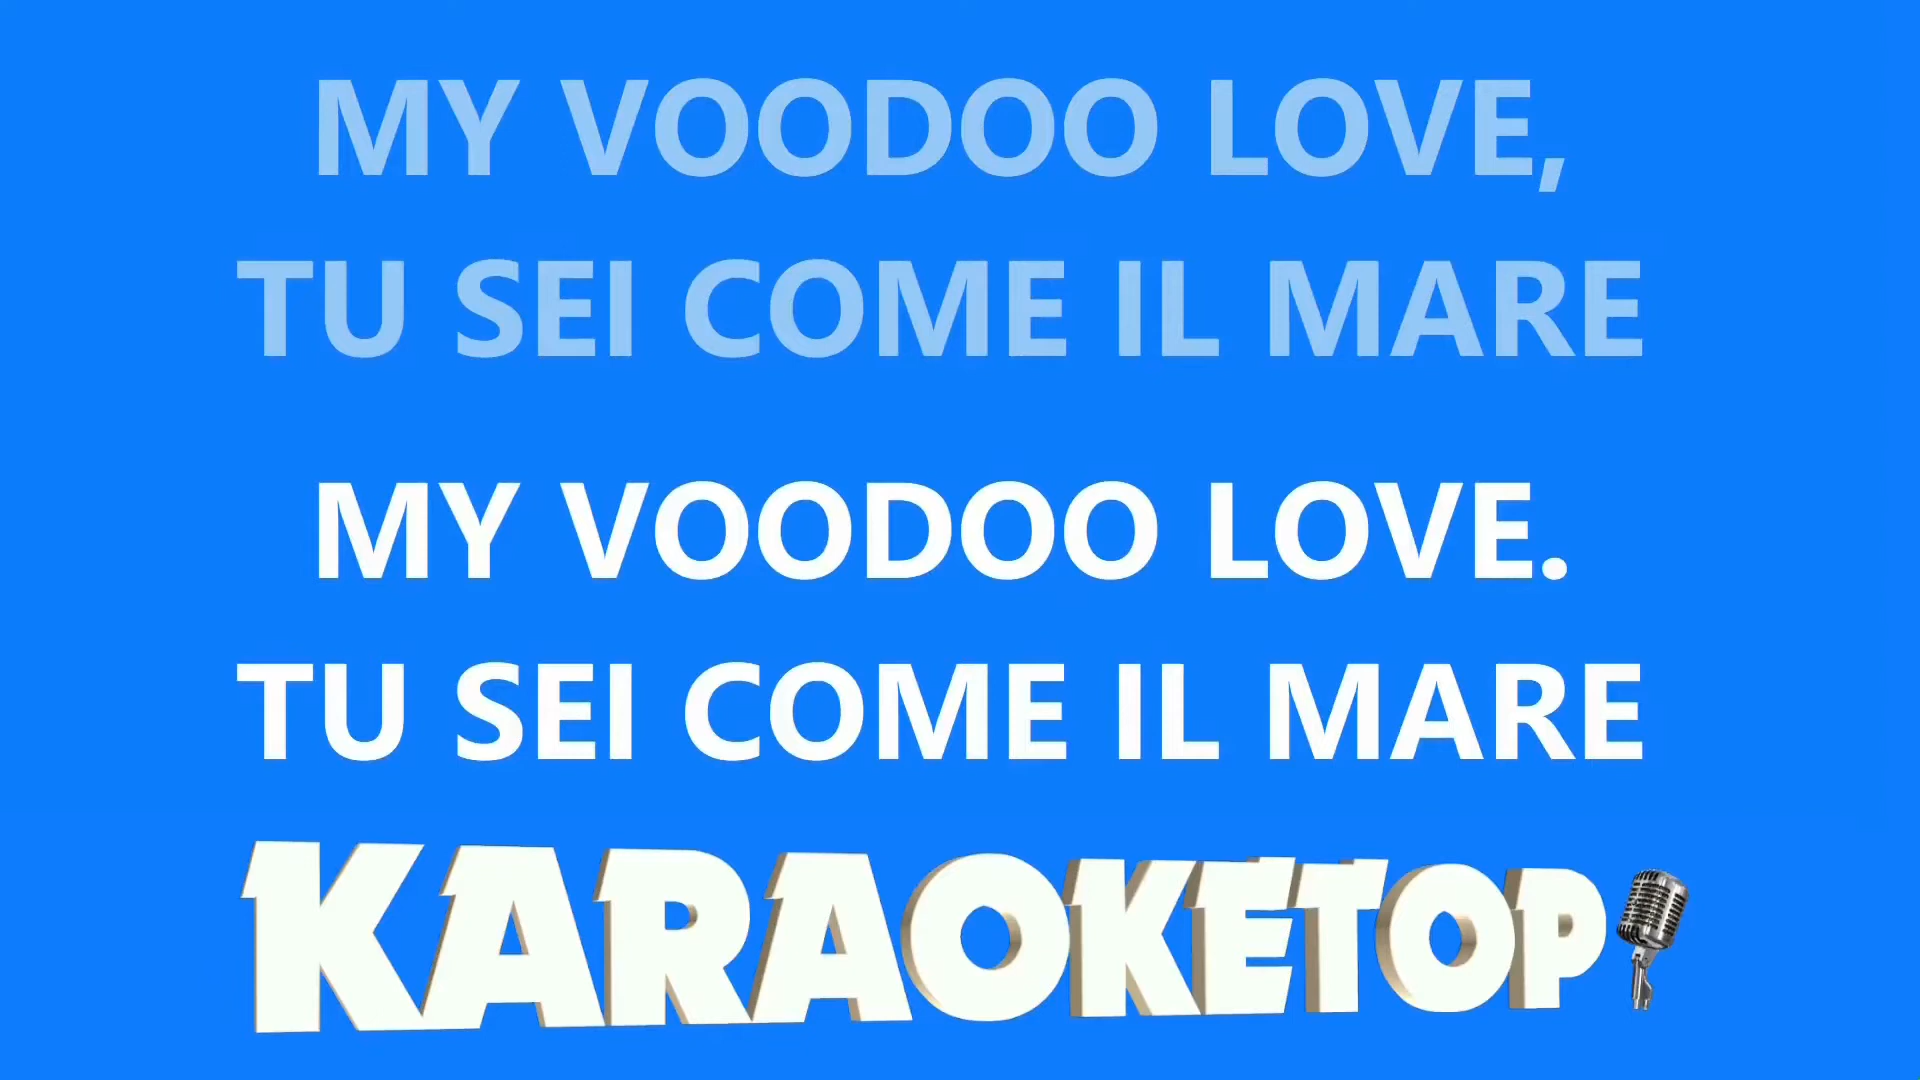 MY VOODOO LOVE,
TU SEI COME IL MARE
MY VOODOO LOVE.
TU SEI COME IL MARE
KARAOKETOP